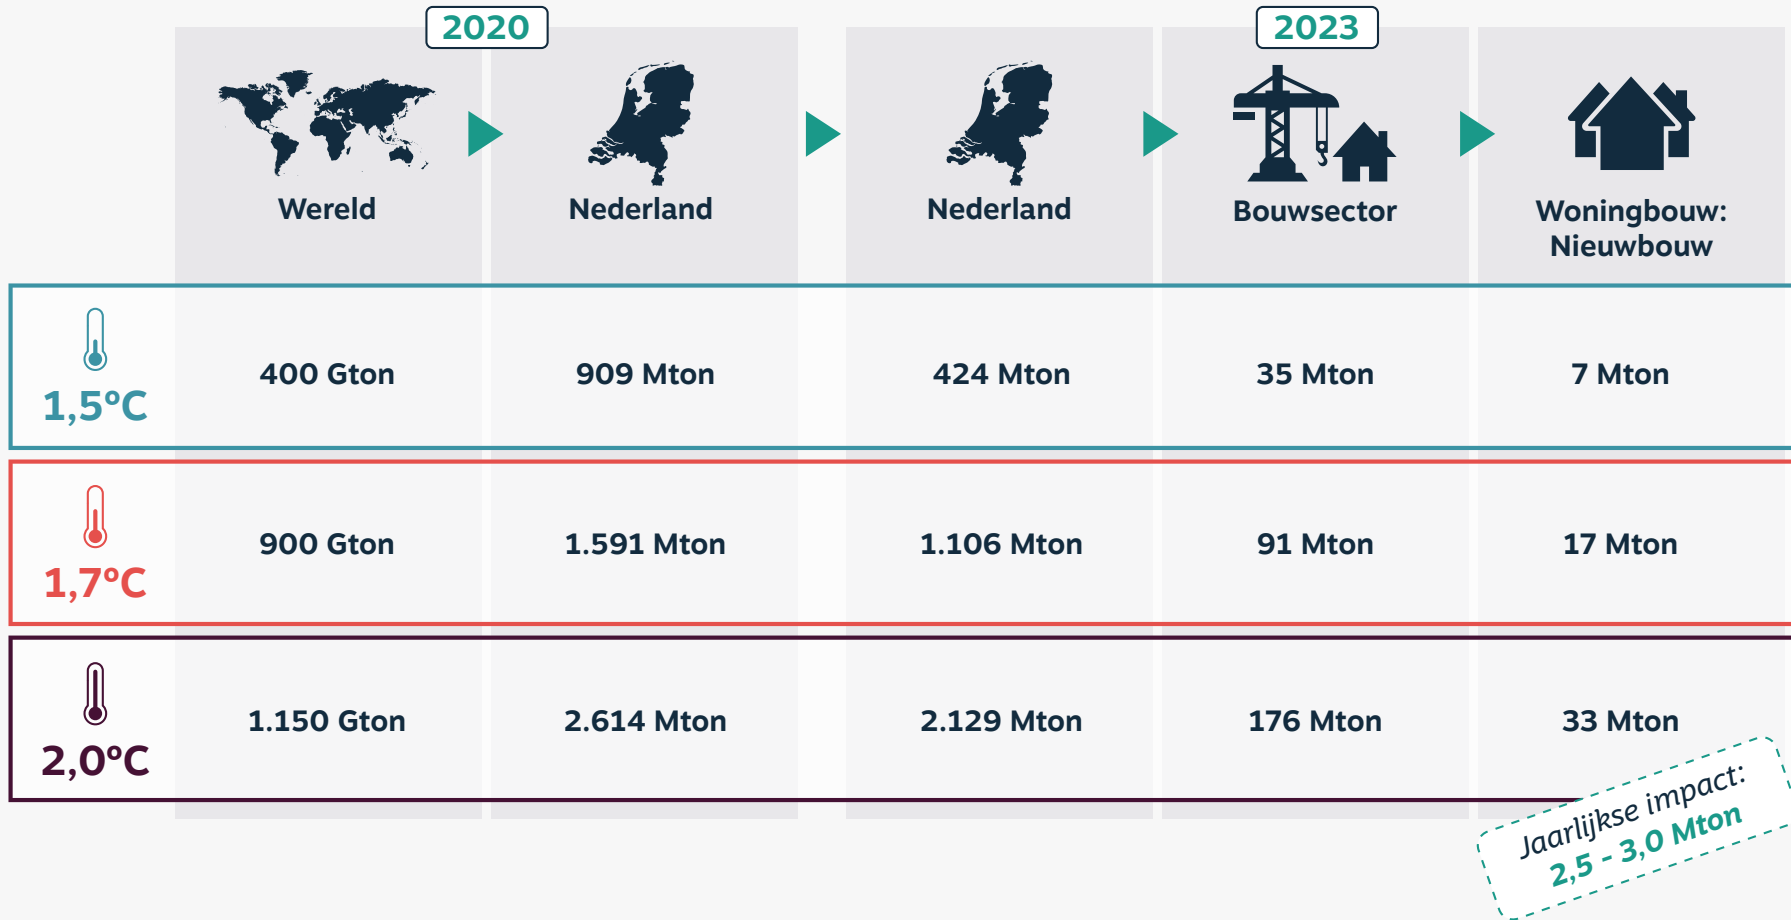 2020
2023
Wereld
Nederland
Nederland
Bouwsector
Woningbouw:
Nieuwbouw
1,5°C
400 Gton
909 Mton
424 Mton
35 Mton
7 Mton
1,7°C
900 Gton
1.591 Mton
1.106 Mton
91 Mton
17 Mton
2,0°C
1.150 Gton
2.614 Mton
2.129 Mton
176 Mton
33 Mton
Jaarlijkse impact:
2,5 - 3,0 Mton